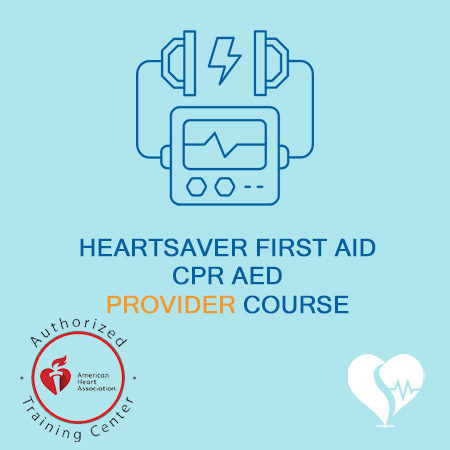 HEARTSAVER FIRST AID
CPR AED
PROVIDER COURSE
Authorized
American
Heart
Association®
Training Center